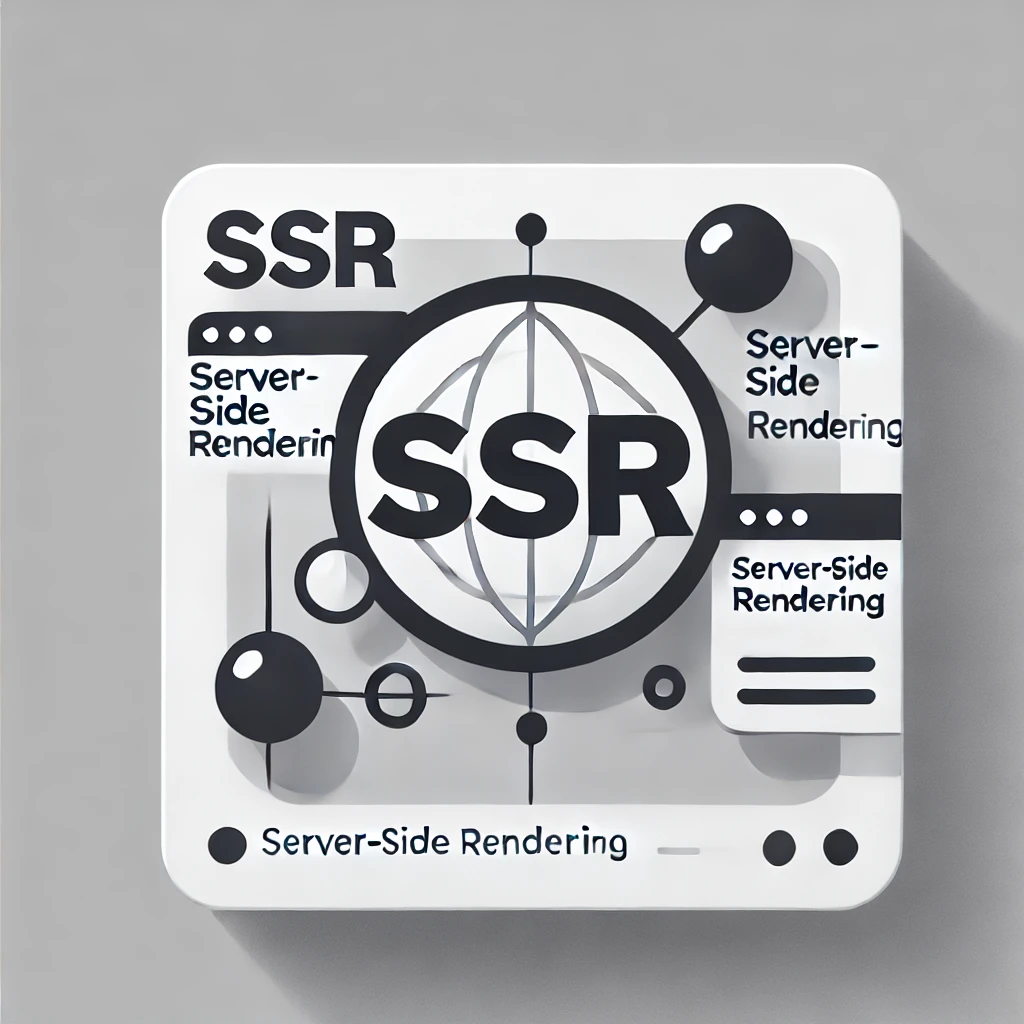 SSR
Server-
Side
Renderin
SSR
Server-
Side
Rendering
Server-Side
Rendering
Server-Side Rendering